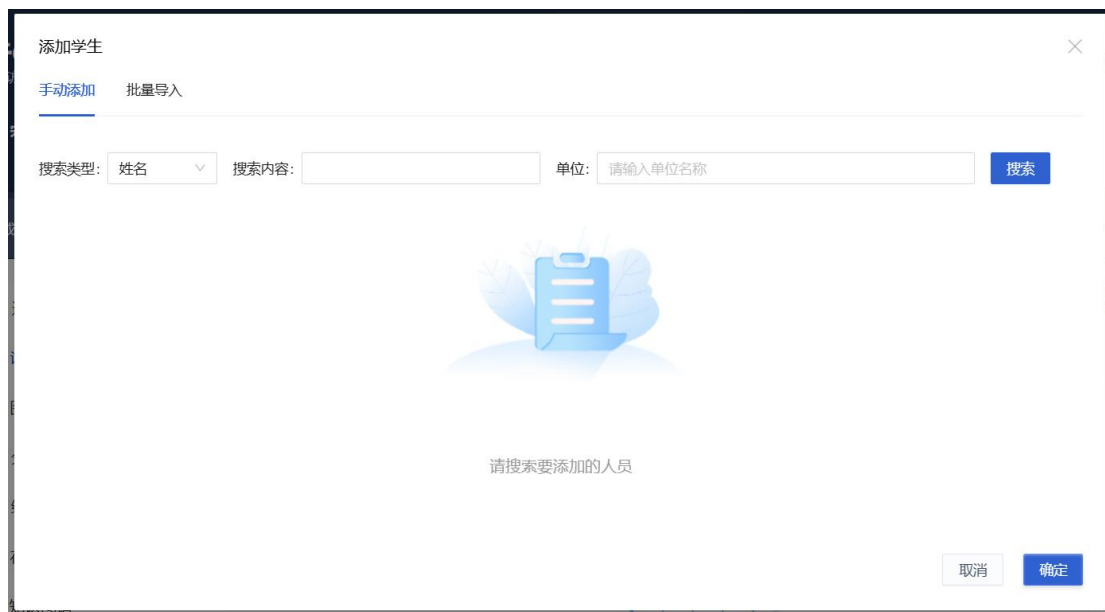 添加学生
手动添加 批量导入
搜索类型: 姓名 搜索内容: 单位: 请输入单位名称 搜索
请搜索要添加的人员
取消 确定